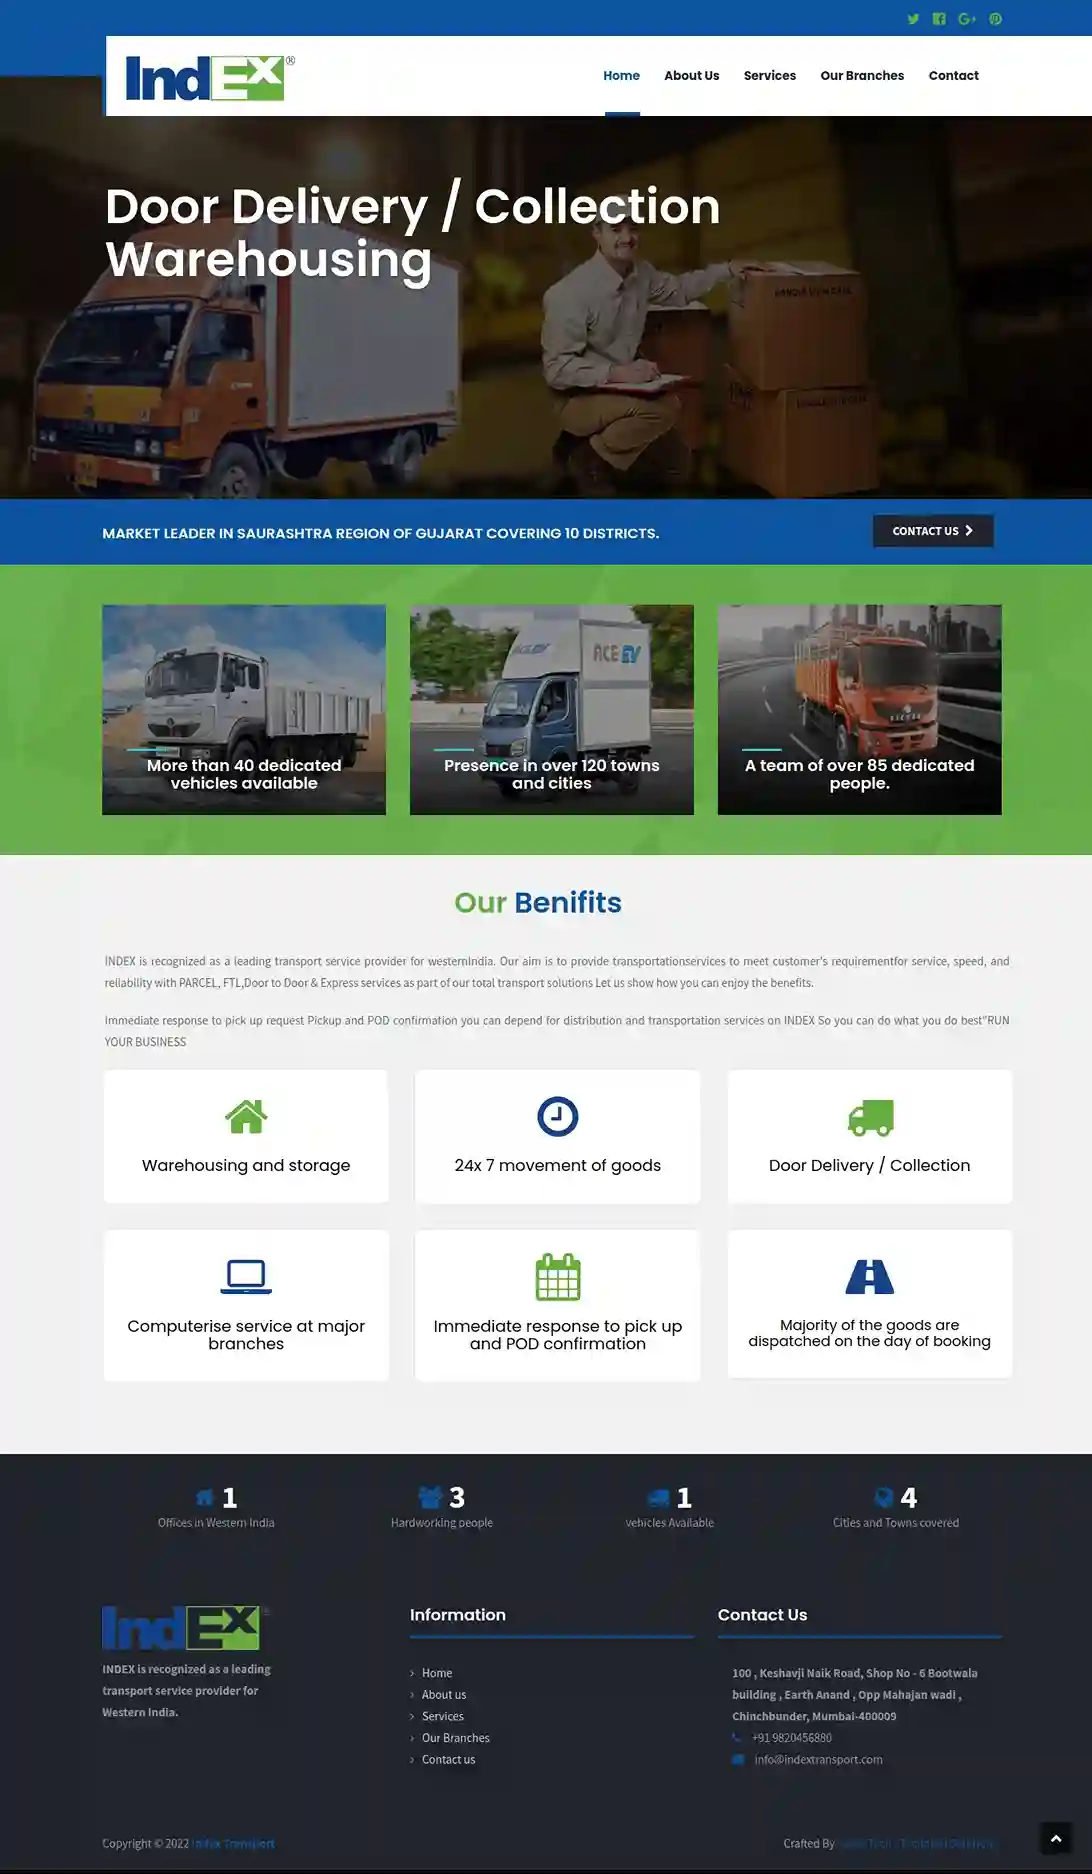 IndEX®
Home About Us Services Our Branches Contact
Door Delivery / Collection
Warehousing
MARKET LEADER IN SAURASHTRA REGION OF GUJARAT COVERING 10 DISTRICTS.
CONTACT US
ACE EV
More than 40 dedicated
vehicles available
Presence in over 120 towns
and cities
A team of over 85 dedicated
people.
Our Benifits
INDEX is recognized as a leading transport service provider for westernIndia. Our aim is to provide transportationservices to meet customer's requirementfor service, speed, and
reliability with PARCEL, FTL,Door to Door & Express services as part of our total transport solutions Let us show how you can enjoy the benefits.
Immediate response to pick up request Pickup and POD confirmation you can depend for distribution and transportation services on INDEX So you can do what you do best"RUN
YOUR BUSINESS
Warehousing and storage
24x 7 movement of goods
Door Delivery / Collection
Computerise service at major
branches
Immediate response to pick up
and POD confirmation
Majority of the goods are
dispatched on the day of booking
1
Offices in Western India
3
Hardworking people
1
vehicles Available
4
Cities and Towns covered
IndEX
INDEX is recognized as a leading
transport service provider for
Western India.
Information
Home
About us
Services
Our Branches
Contact us
Contact Us
100 , Keshavji Naik Road, Shop No - 6 Bootwala
building , Earth Anand , Opp Mahajan wadi ,
Chinchbunder, Mumbai-400009
+91 9820456880
info@indextransport.com
Copyright © 2022 Index Transport
Crafted By